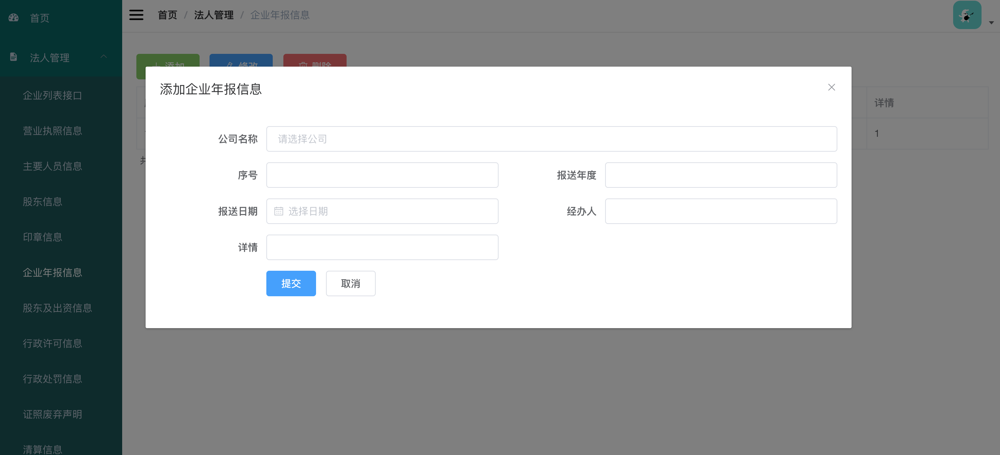 首页
法人管理
企业列表接口
营业执照信息
主要人员信息
股东信息
印章信息
企业年报信息
股东及出资信息
行政许可信息
行政处罚信息
证照废弃声明
清算信息
首页 / 法人管理 / 企业年报信息
添加 修改 删除
详情
1
共
添加企业年报信息
公司名称 请选择公司
序号 报送年度
报送日期 选择日期 经办人
详情
提交 取消